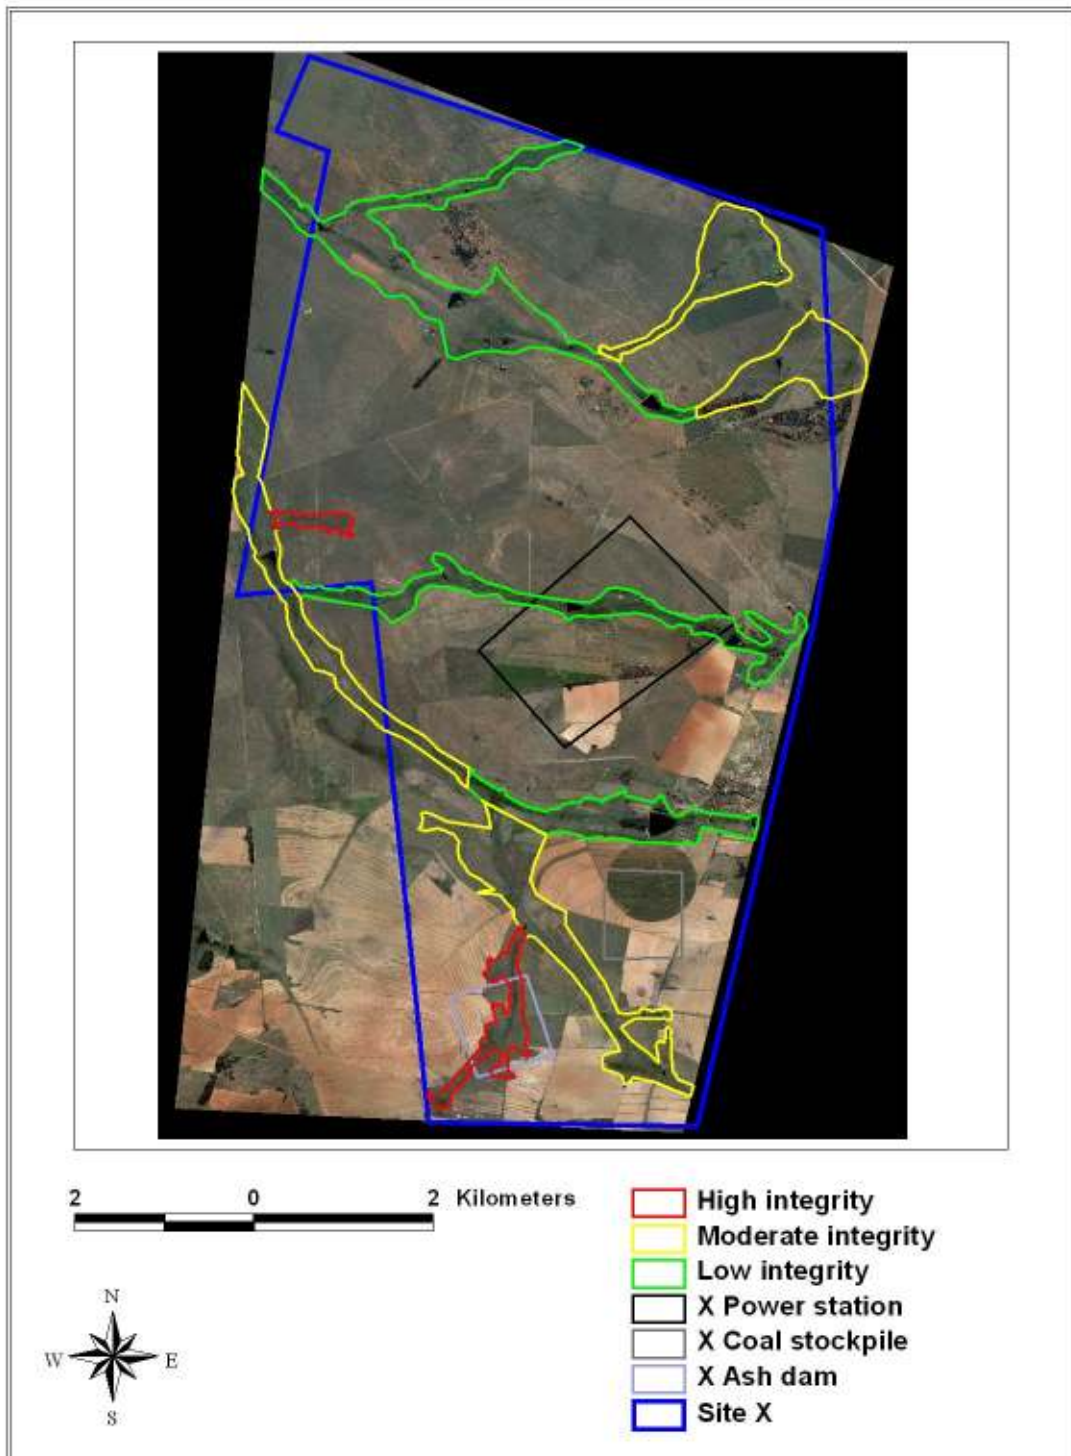 2 0 2 Kilometers
High integrity
Moderate integrity
Low integrity
X Power station
X Coal stockpile
X Ash dam
Site X
N
W E
S